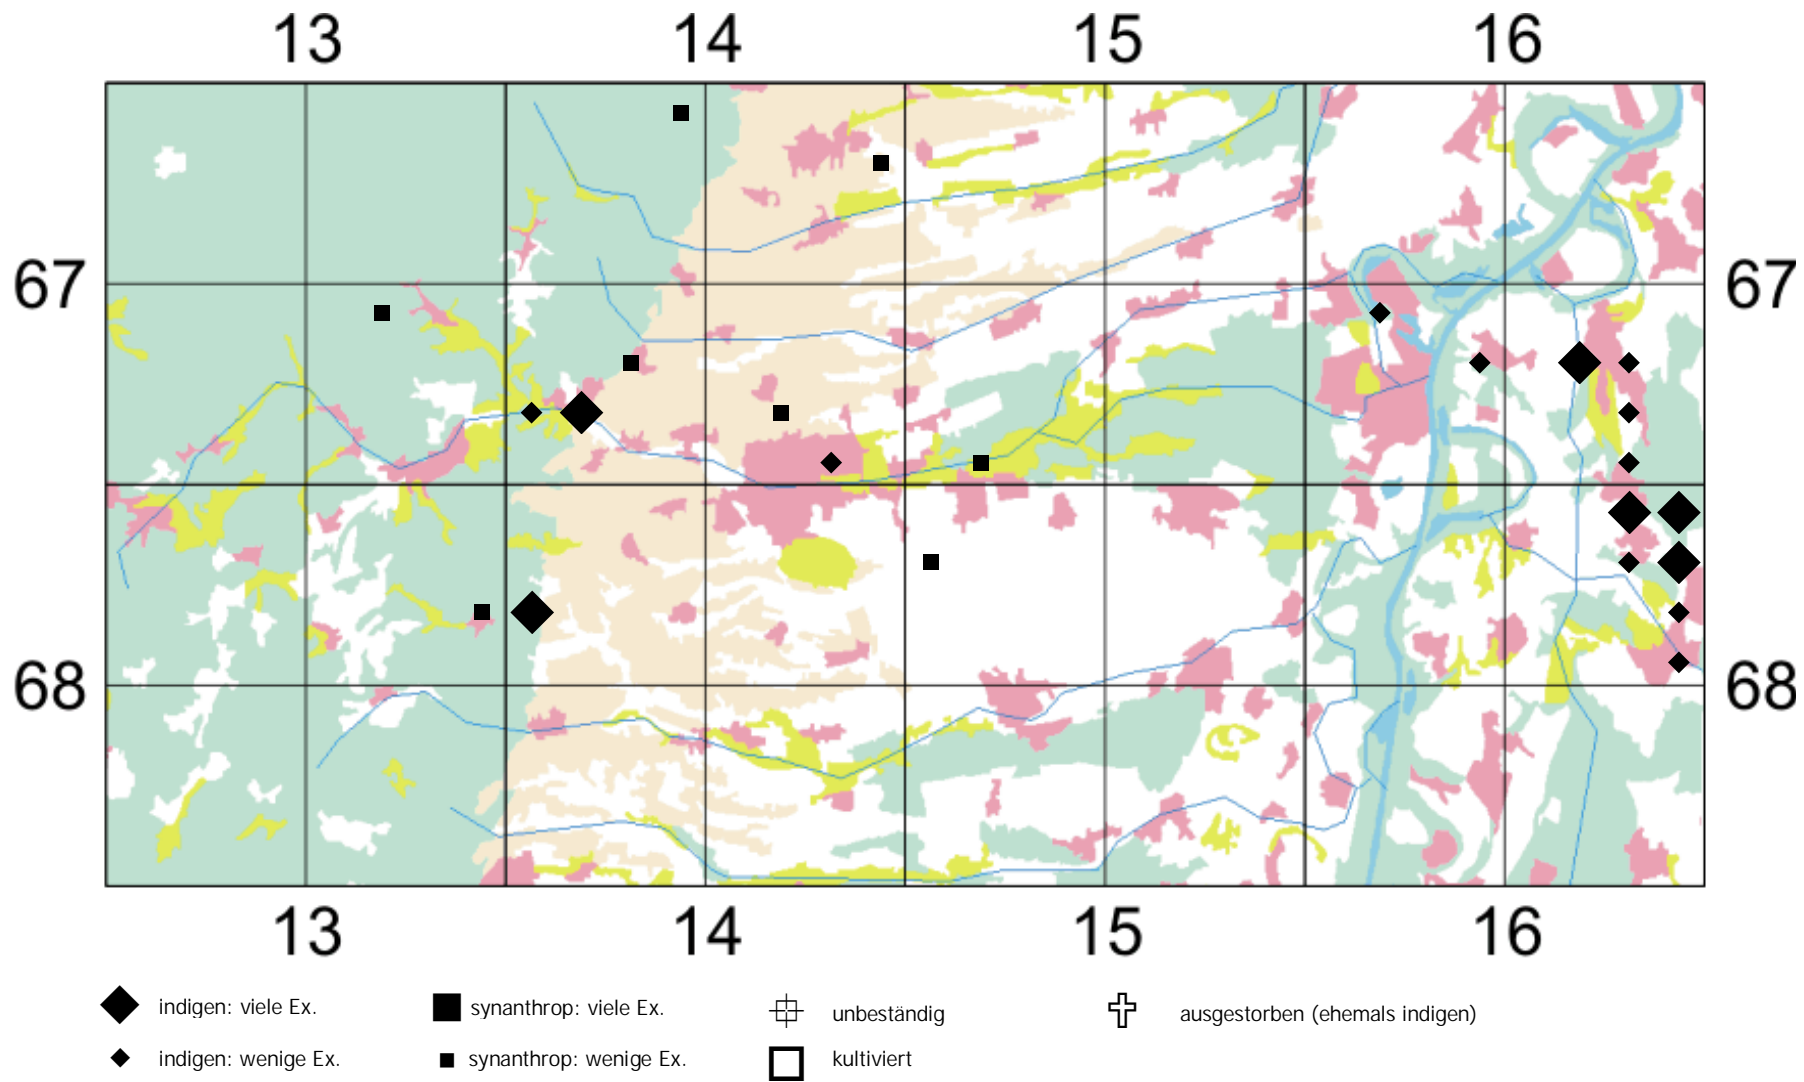 13 14 15 16
67 67
68 68
13 14 15 16
indigen: viele Ex. synanthrop: viele Ex. unbeständig ausgestorben (ehemals indigen)
indigen: wenige Ex. synanthrop: wenige Ex. kultiviert